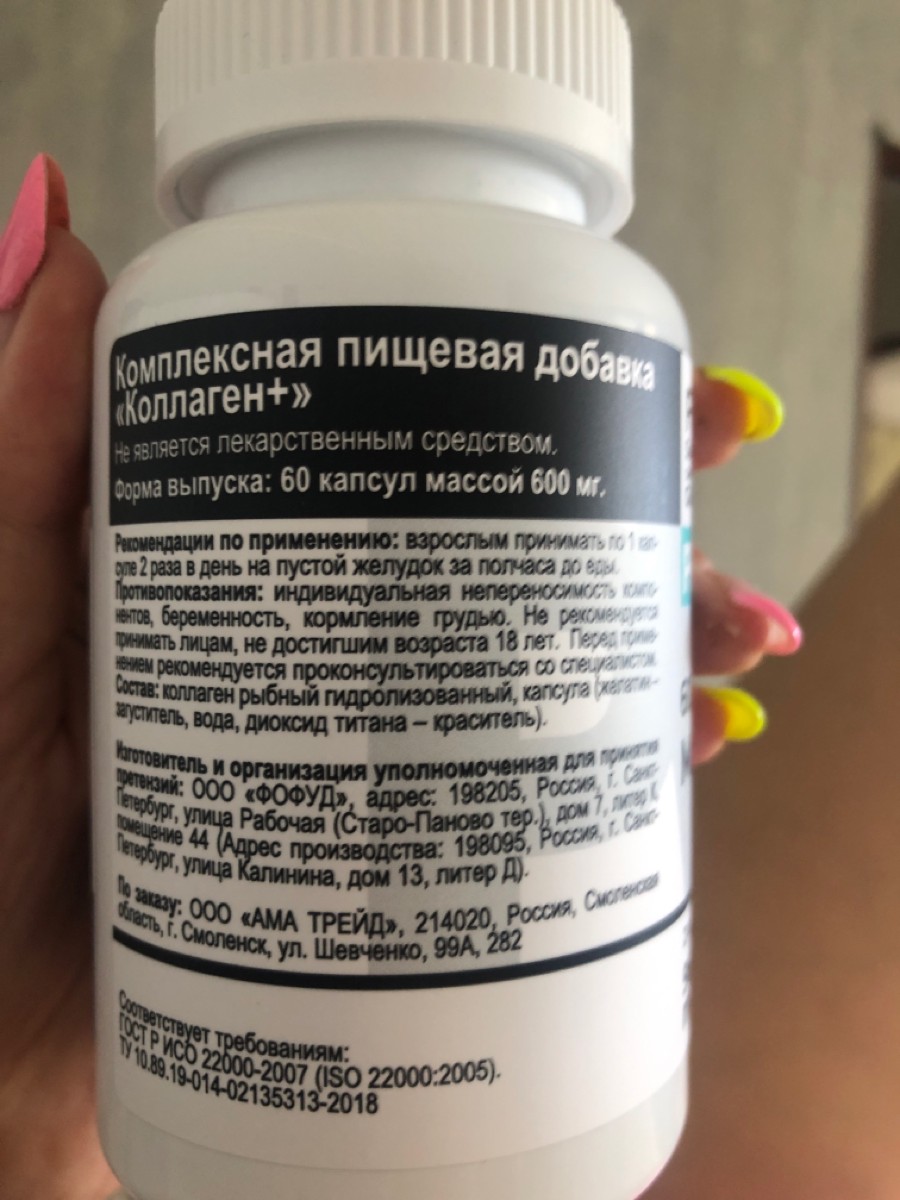 Комплексная пищевая добавка
«Коллаген+»
Не является лекарственным средством.
Форма выпуска: 60 капсул массой 600 мг.
Рекомендации по применению: взрослым принимать по 1 кап-
суле 2 раза в день на пустой желудок за полчаса до еды.
Противопоказания: индивидуальная непереносимость компо-
нентов, беременность, кормление грудью. Не рекомендуется
принимать лицам, не достигшим возраста 18 лет. Перед приме-
нением рекомендуется проконсультироваться со специалистом.
Состав: коллаген рыбный гидролизованный, капсула (желатин –
загуститель, вода, диоксид титана – краситель).
Изготовитель и организация уполномоченная для принятия
претензий: ООО «ФОФУД», адрес: 198205, Россия, г. Санкт-
Петербург, улица Рабочая (Старо-Паново тер.), дом 7, литер К,
помещение 44 (Адрес производства: 198095, Россия, г. Санкт-
Петербург, улица Калинина, дом 13, литер Д).
По заказу: ООО «АМА ТРЕЙД», 214020, Россия, Смоленская
область, г. Смоленск, ул. Шевченко, 99А, 282
Соответствует требованиям:
ГОСТ Р ИСО 22000-2007 (ISO 22000:2005).
ТУ 10.89.19-014-02135313-2018